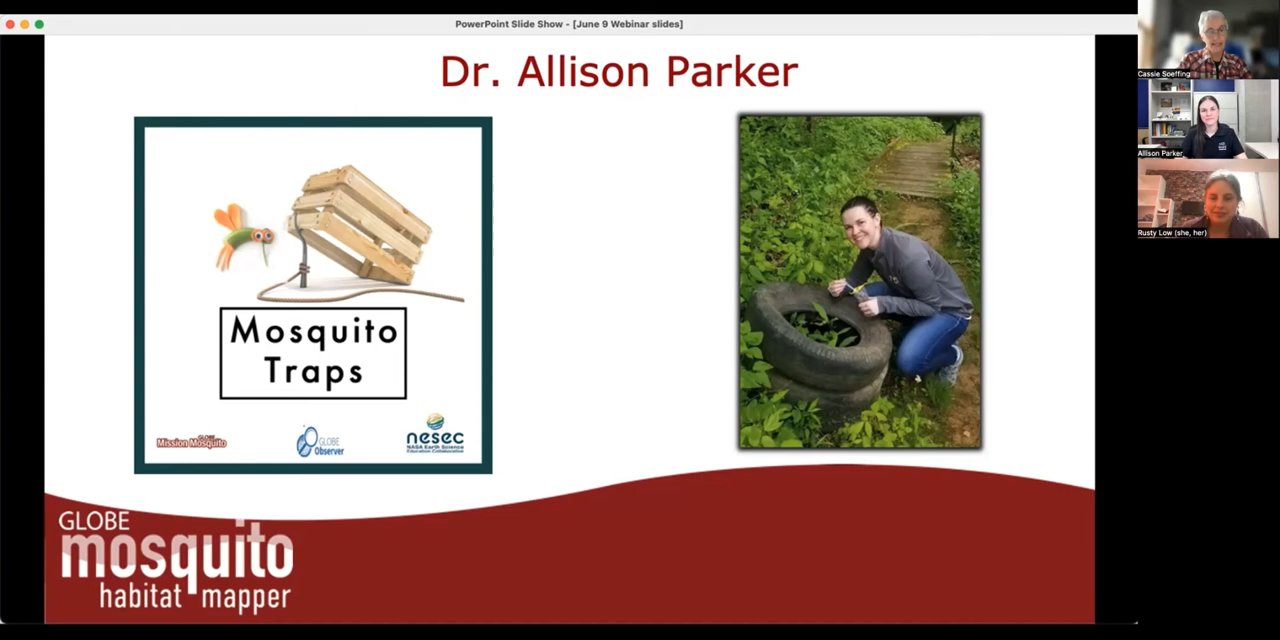 PowerPoint Slide Show - [June 9 Webinar slides]
Dr. Allison Parker
Mosquito
Traps
GLOBE
Mission Mosquito
GLOBE
Observer
nesec
NASA Earth Science
Education Collaborative
GLOBE
mosquito
habitat mapper
Cassie Soeffing
Allison Parker
Rusty Low (she, her)